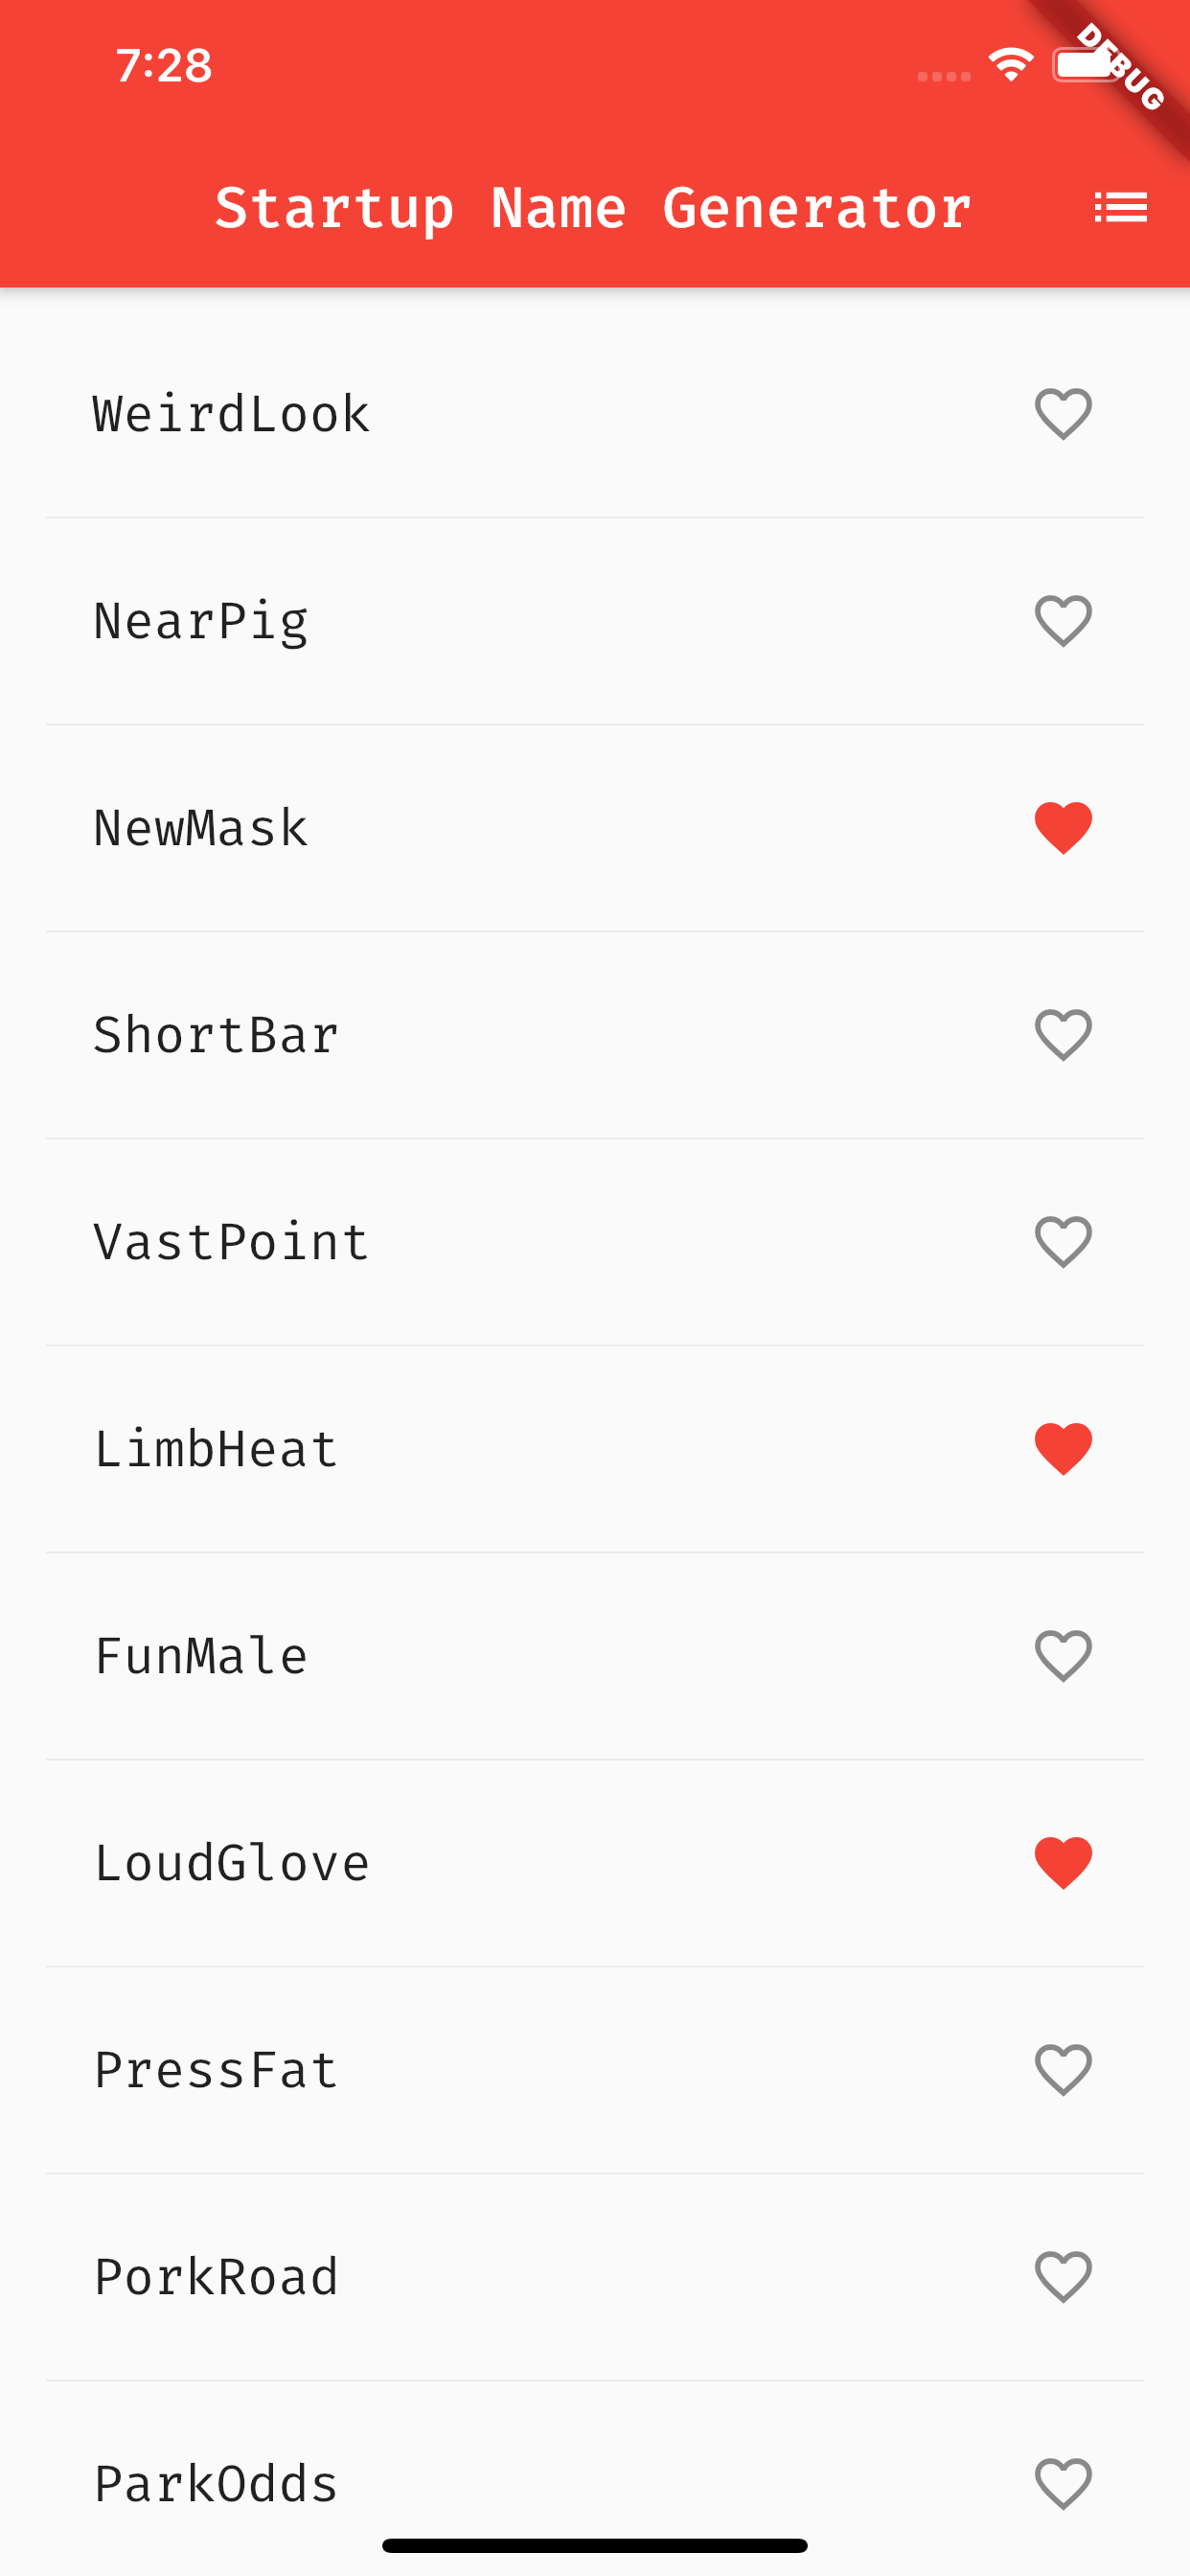 7:28
DEBUG
Startup Name Generator
WeirdLook
NearPig
NewMask
ShortBar
VastPoint
LimbHeat
FunMale
LoudGlove
PressFat
PorkRoad
ParkOdds